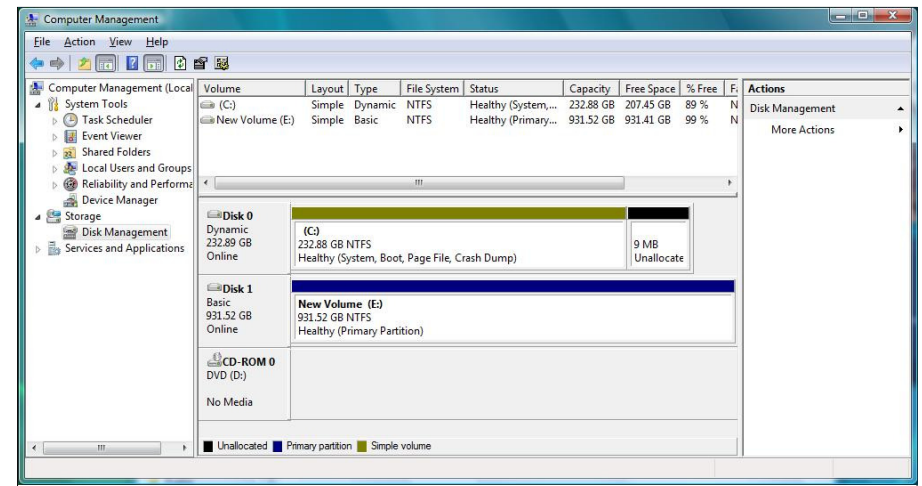 Computer Management
File Action View Help
Computer Management (Local
System Tools
Task Scheduler
Event Viewer
Shared Folders
Local Users and Groups
Reliability and Performa
Device Manager
Storage
Disk Management
Services and Applications
Volume Layout Type File System Status Capacity Free Space % Free F
(C:) Simple Dynamic NTFS Healthy (System,... 232.88 GB 207.45 GB 89 % N
New Volume (E:) Simple Basic NTFS Healthy (Primary... 931.52 GB 931.41 GB 99 % N
Disk 0
Dynamic
232.89 GB
Online
(C:)
232.88 GB NTFS
Healthy (System, Boot, Page File, Crash Dump)
9 MB
Unallocate
Disk 1
Basic
931.52 GB
Online
New Volume (E:)
931.52 GB NTFS
Healthy (Primary Partition)
CD-ROM 0
DVD (D:)
No Media
Unallocated Primary partition Simple volume
Actions
Disk Management
More Actions